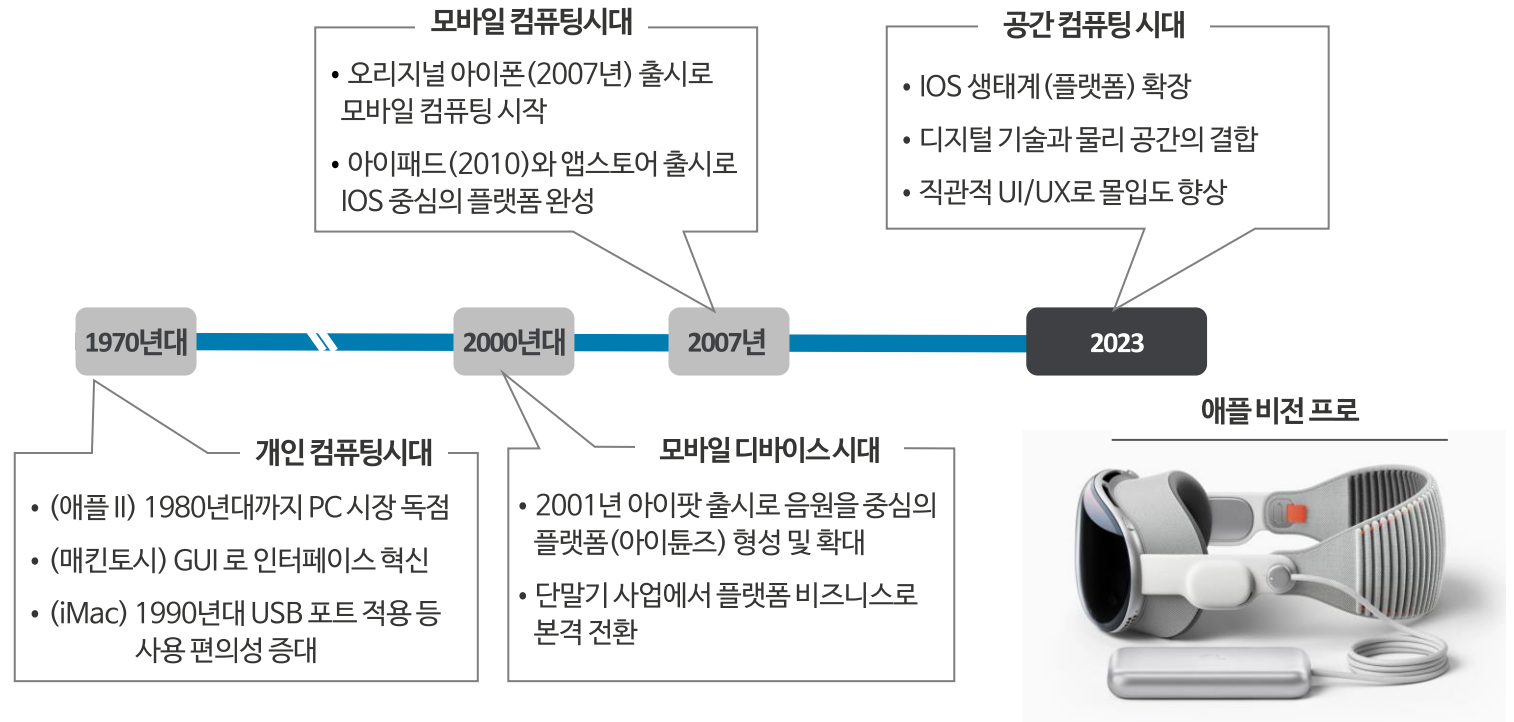 모바일 컴퓨팅시대
• 오리지널 아이폰(2007년) 출시로
모바일 컴퓨팅 시작
• 아이패드(2010)와 앱스토어 출시로
IOS 중심의 플랫폼 완성
공간 컴퓨팅 시대
• IOS 생태계(플랫폼) 확장
• 디지털 기술과 물리 공간의 결합
• 직관적 UI/UX로 몰입도 향상
1970년대
2000년대
2007년
2023
개인 컴퓨팅시대
• (애플 II) 1980년대까지 PC 시장 독점
• (매킨토시) GUI 로 인터페이스 혁신
• (iMac) 1990년대 USB 포트 적용 등
사용 편의성 증대
모바일 디바이스 시대
• 2001년 아이팟 출시로 음원을 중심의
플랫폼(아이튠즈) 형성 및 확대
• 단말기 사업에서 플랫폼 비즈니스로
본격 전환
애플 비전 프로